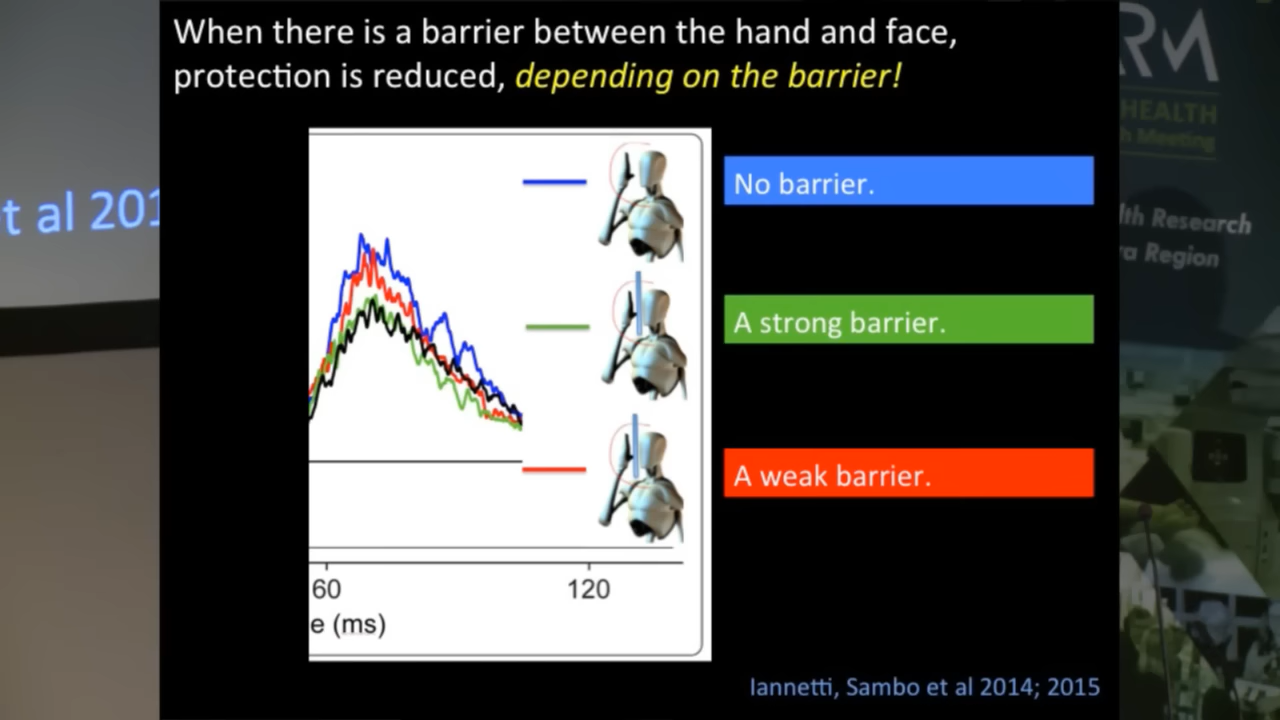 When there is a barrier between the hand and face,
protection is reduced, depending on the barrier!
No barrier.
A strong barrier.
A weak barrier.
60 120
e (ms)
Iannetti, Sambo et al 2014; 2015
t al 201
RM
HEALTH
h Meeting
lth Research
ra Region